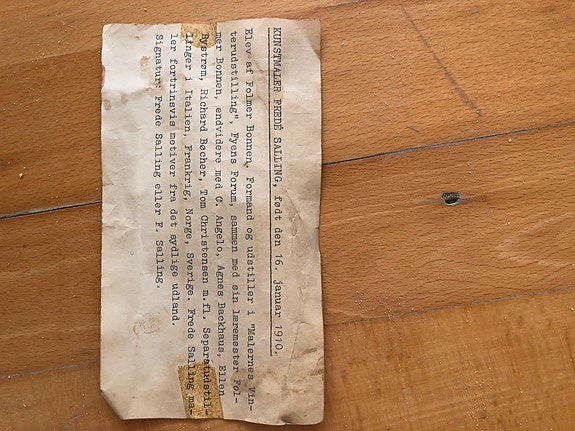 KUNSTMALER FREDE SALLING, født den 16. januar 1910.
Elev af Folmer Bonnen. Formand og udstiller i "Malernes Vin-
terudstilling", Fyens Forum, sammen med sin læremester Fol-
mer Bonnen, endvidere med C. Angelo, Agnes Backhaus, Ellen
Bystrøm, Richard Bøcher, Tom Christensen m.fl. Separatudstil-
linger i Italien, Frankrig, Norge, Sverige. Frede Salling ma-
ler fortrinsvis motiver fra det sydlige udland.
Signatur: Frede Salling eller F. Salling.